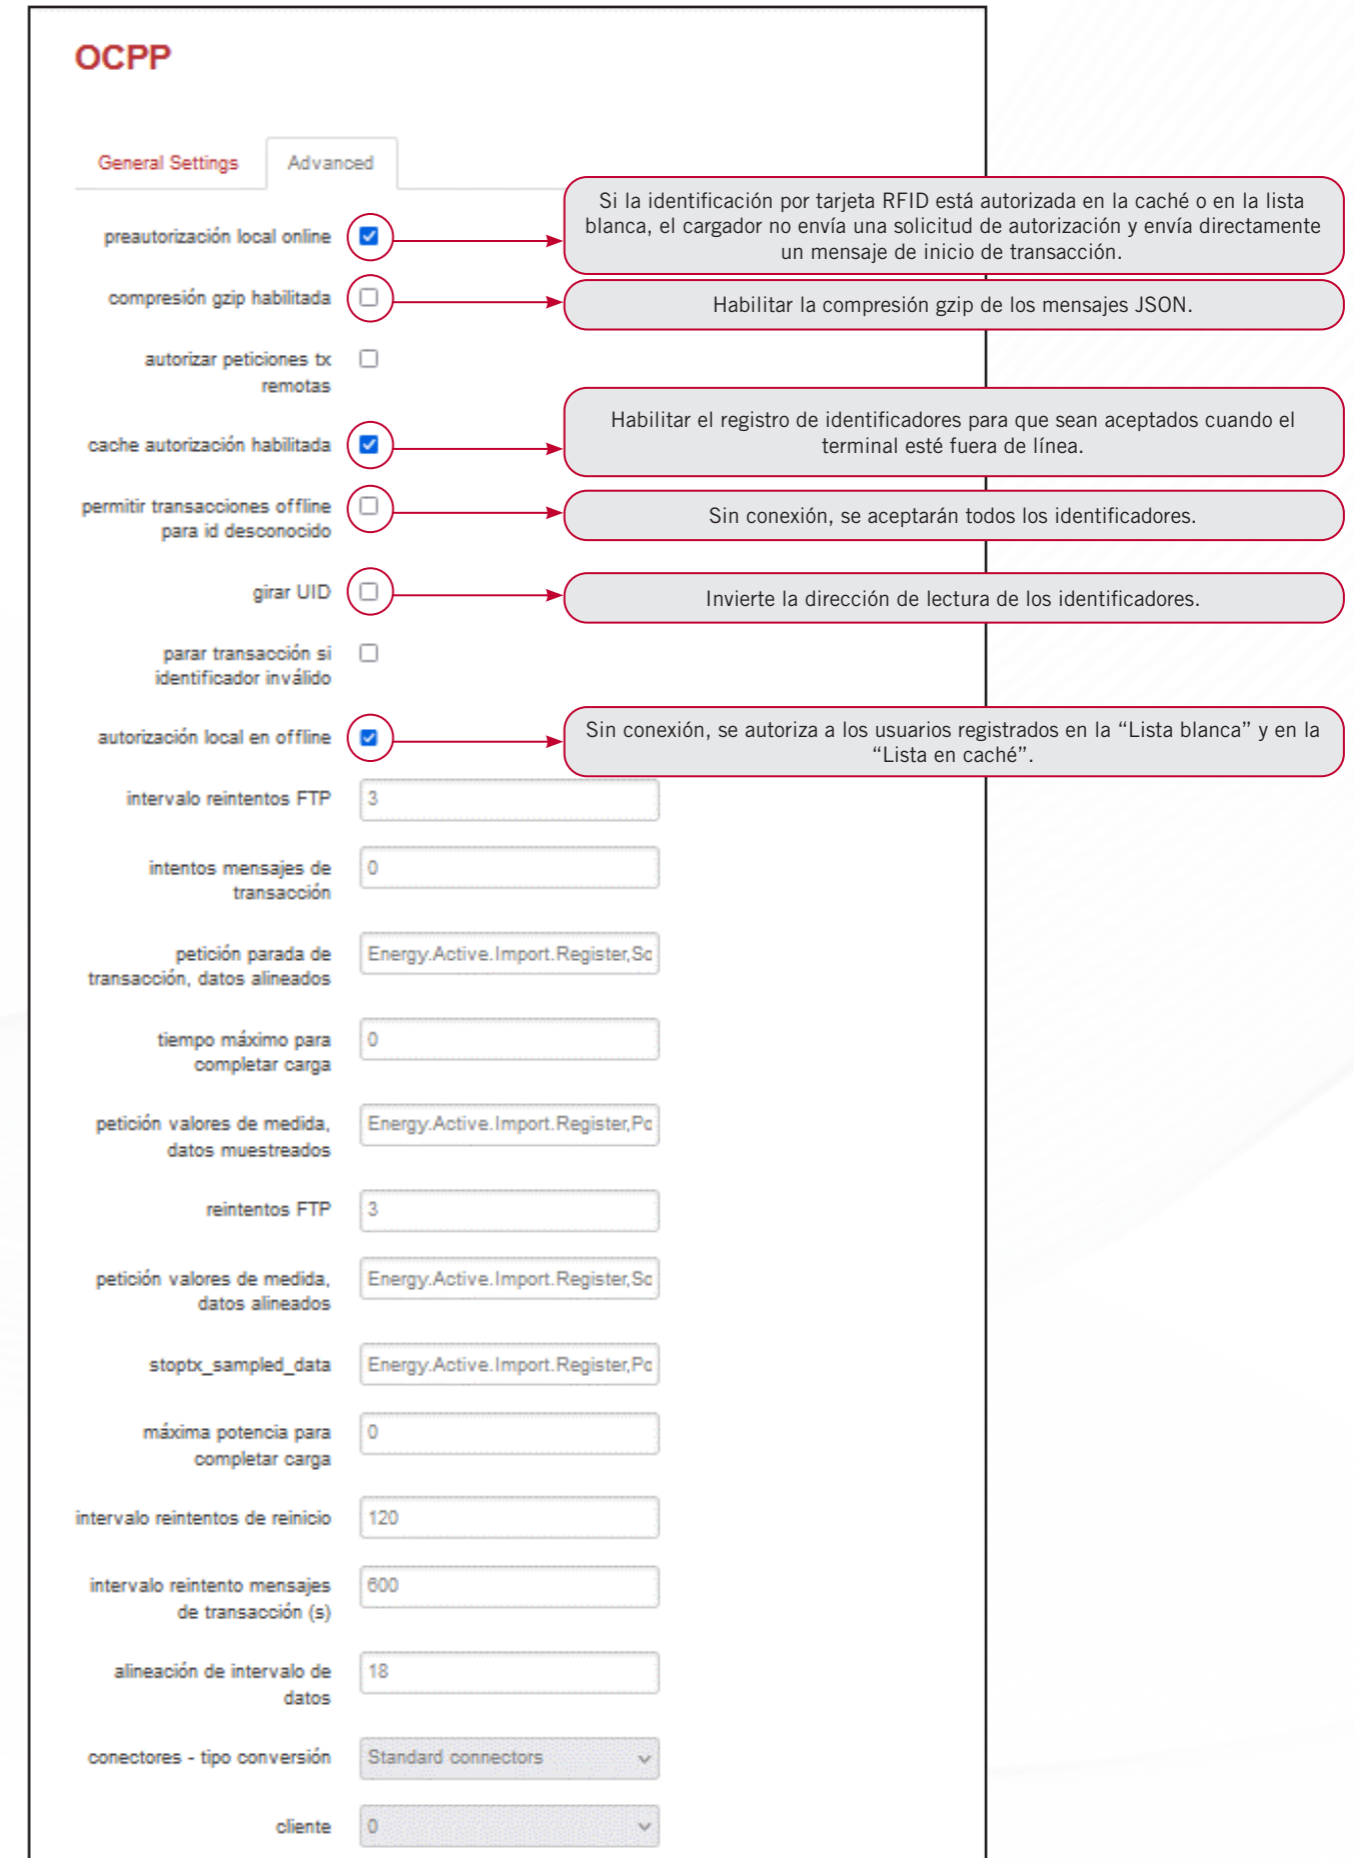 OCPP
General Settings
Advanced
preautorización local online
Si la identificación por tarjeta RFID está autorizada en la caché o en la lista
blanca, el cargador no envía una solicitud de autorización y envía directamente
un mensaje de inicio de transacción.
compresión gzip habilitada
Habilitar la compresión gzip de los mensajes JSON.
autorizar peticiones tx
remotas
cache autorización habilitada
Habilitar el registro de identificadores para que sean aceptados cuando el
terminal esté fuera de línea.
permitir transacciones offline
para id desconocido
Sin conexión, se aceptarán todos los identificadores.
girar UID
Invierte la dirección de lectura de los identificadores.
parar transacción si
identificador inválido
autorización local en offline
Sin conexión, se autoriza a los usuarios registrados en la “Lista blanca” y en la
“Lista en caché”.
intervalo reintentos FTP
3
intentos mensajes de
transacción
0
petición parada de
transacción, datos alineados
Energy.Active.Import.Register,Sc
tiempo máximo para
completar carga
0
petición valores de medida,
datos muestreados
Energy.Active.Import.Register,Pc
reintentos FTP
3
petición valores de medida,
datos alineados
Energy.Active.Import.Register,Sc
stoptx_sampled_data
Energy.Active.Import.Register,Pc
máxima potencia para
completar carga
0
intervalo reintentos de reinicio
120
intervalo reintento mensajes
de transacción (s)
600
alineación de intervalo de
datos
18
conectores - tipo conversión
Standard connectors
cliente
0